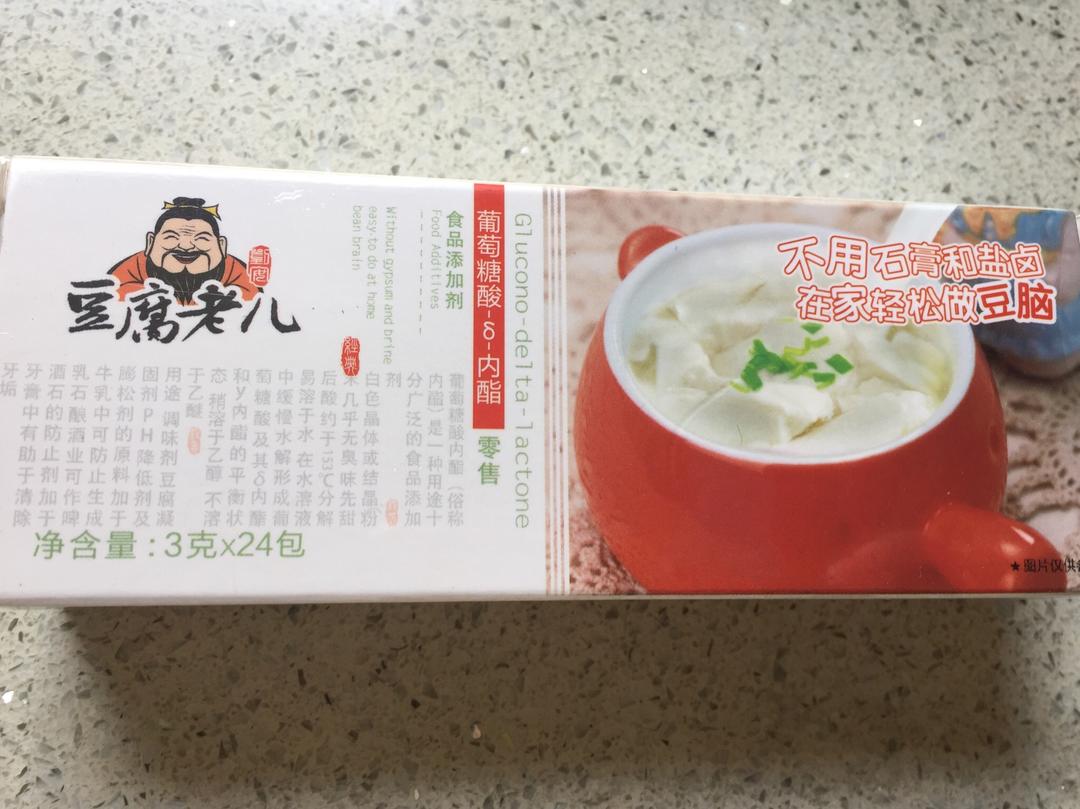 豆腐老儿
Glucono-delta-lactone
葡萄糖酸-δ-内酯
零售
食品添加剂
Food Additives
Without gypsum and brine
easy to do at home
bean brain
經典
葡萄糖酸内酯（俗称
内酯）是一种用途十
分广泛的食品添加
剂
白色晶体或结晶粉
末几乎无臭味先甜
后酸约于153℃分解
易溶于水 在水溶液
中缓慢水解形成葡
萄糖酸及其δ内酯
和γ内酯的平衡状
态 稍溶于乙醇 不溶
于乙醚
用途 调味剂豆腐凝
固剂PH降低剂及
膨松剂的原料加于
牛乳中可防止生成
乳石酿酒业可作啤
酒石的防止剂加于
牙膏中有助于清除
牙垢
净含量:3克x24包
不用石膏和盐卤
在家轻松做豆脑
★图片仅供